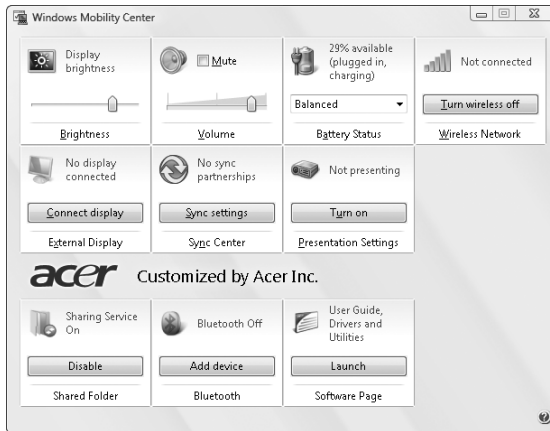 Windows Mobility Center
Display
brightness
Brightness
Mute
Volume
29% available
(plugged in,
charging)
Balanced
Battery Status
Not connected
Turn wireless off
Wireless Network
No display
connected
Connect display
External Display
No sync
partnerships
Sync settings
Sync Center
Not presenting
Turn on
Presentation Settings
acer Customized by Acer Inc.
Sharing Service
On
Disable
Shared Folder
Bluetooth Off
Add device
Bluetooth
User Guide,
Drivers and
Utilities
Launch
Software Page